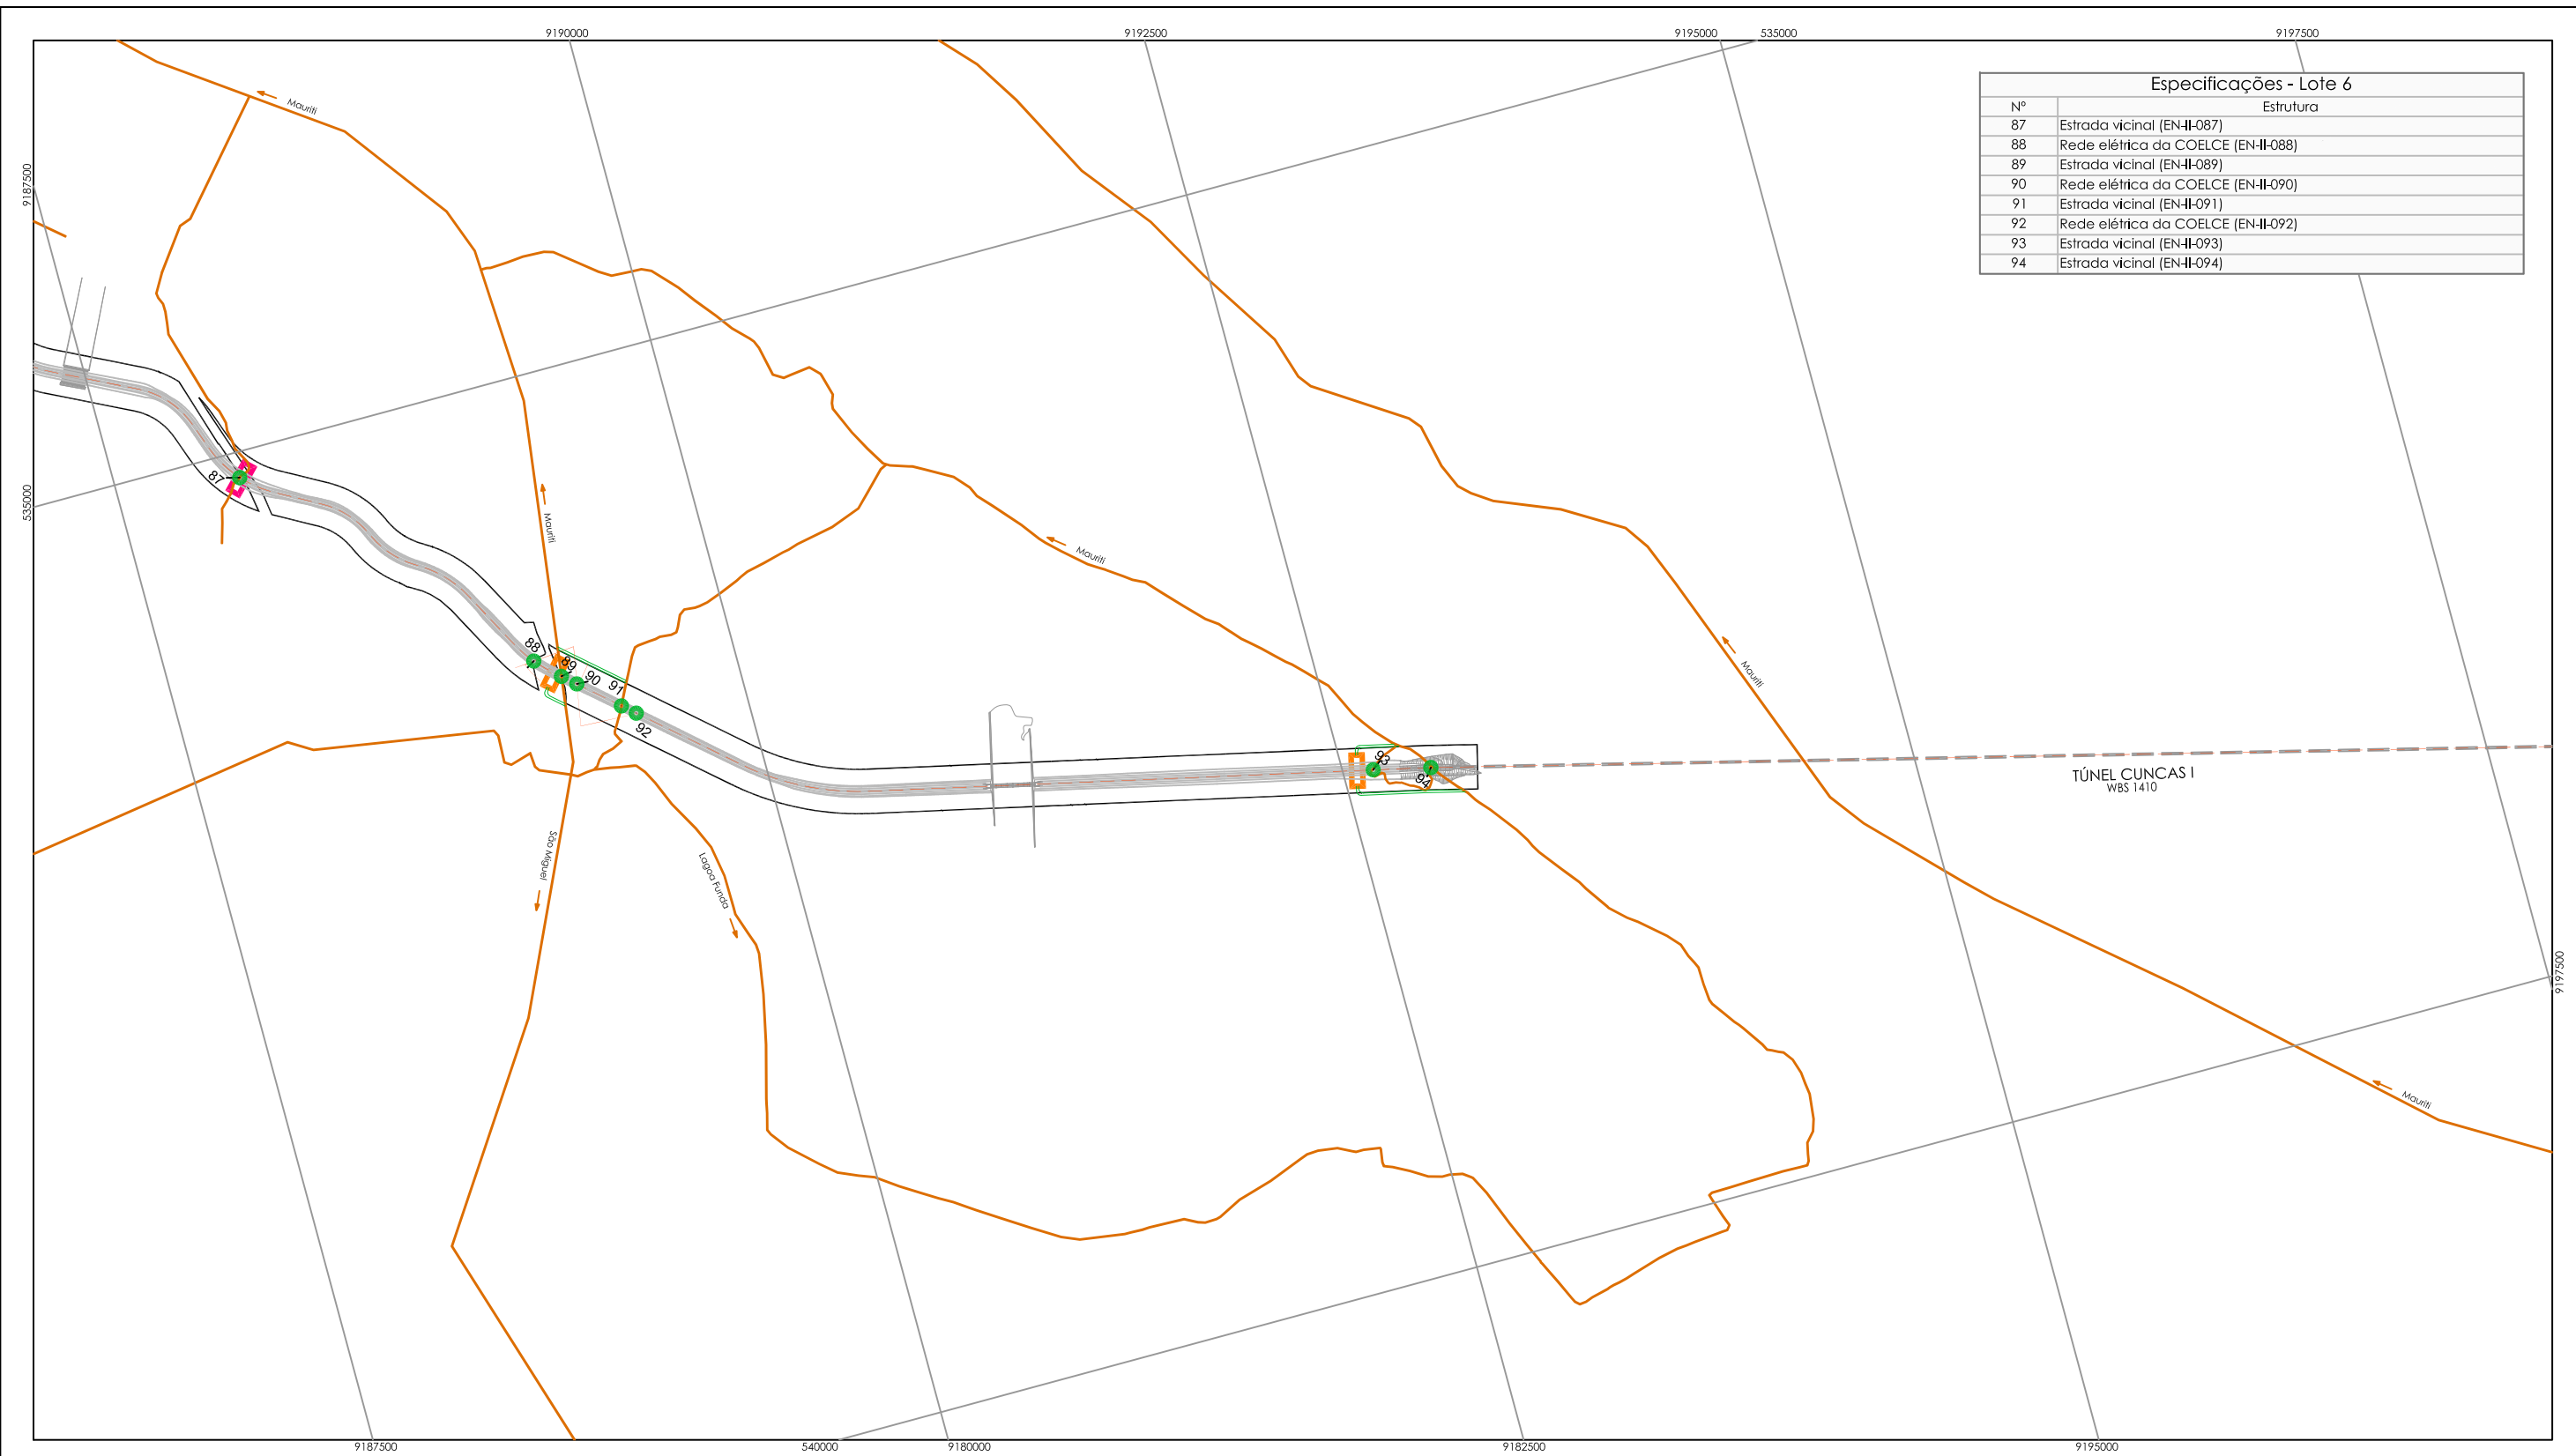 9190000
9192500
9195000
535000
9197500
Especificações - Lote 6
Nº Estrutura
87 Estrada vicinal (EN-II-087)
88 Rede elétrica da COELCE (EN-II-088)
89 Estrada vicinal (EN-II-089)
90 Rede elétrica da COELCE (EN-II-090)
91 Estrada vicinal (EN-II-091)
92 Rede elétrica da COELCE (EN-II-092)
93 Estrada vicinal (EN-II-093)
94 Estrada vicinal (EN-II-094)
Mauriti
9187500
535000
87
Mauriti
Mauriti
88
89
90
91
92
Mauriti
93
94
TÚNEL CUNCAS I
WBS 1410
São Miguel
Lagoa Funda
9197500
Mauriti
9187500
540000
9180000
9182500
9195000